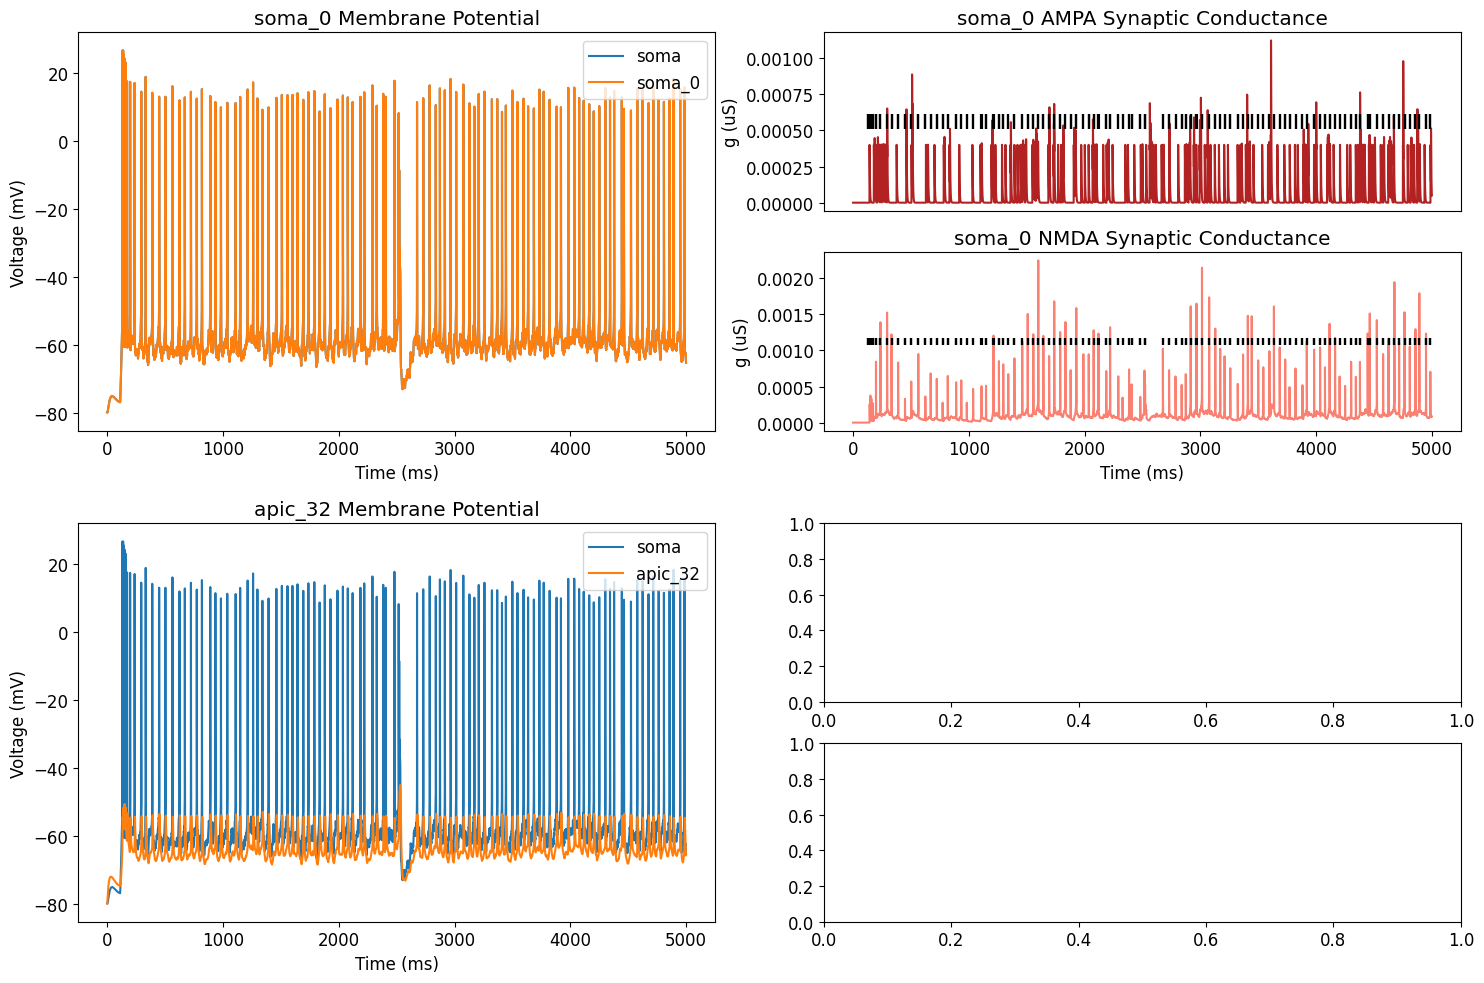 soma_0 Membrane Potential
soma
soma_0
20
0
−20
−40
−60
−80
Voltage (mV)
0 1000 2000 3000 4000 5000
Time (ms)
soma_0 AMPA Synaptic Conductance
0.00100
0.00075
0.00050
0.00025
0.00000
g (uS)
soma_0 NMDA Synaptic Conductance
0.0020
0.0015
0.0010
0.0005
0.0000
g (uS)
0 1000 2000 3000 4000 5000
Time (ms)
apic_32 Membrane Potential
soma
apic_32
20
0
−20
−40
−60
−80
Voltage (mV)
0 1000 2000 3000 4000 5000
Time (ms)
1.0
0.8
0.6
0.4
0.2
0.0
0.0 0.2 0.4 0.6 0.8 1.0
1.0
0.8
0.6
0.4
0.2
0.0
0.0 0.2 0.4 0.6 0.8 1.0